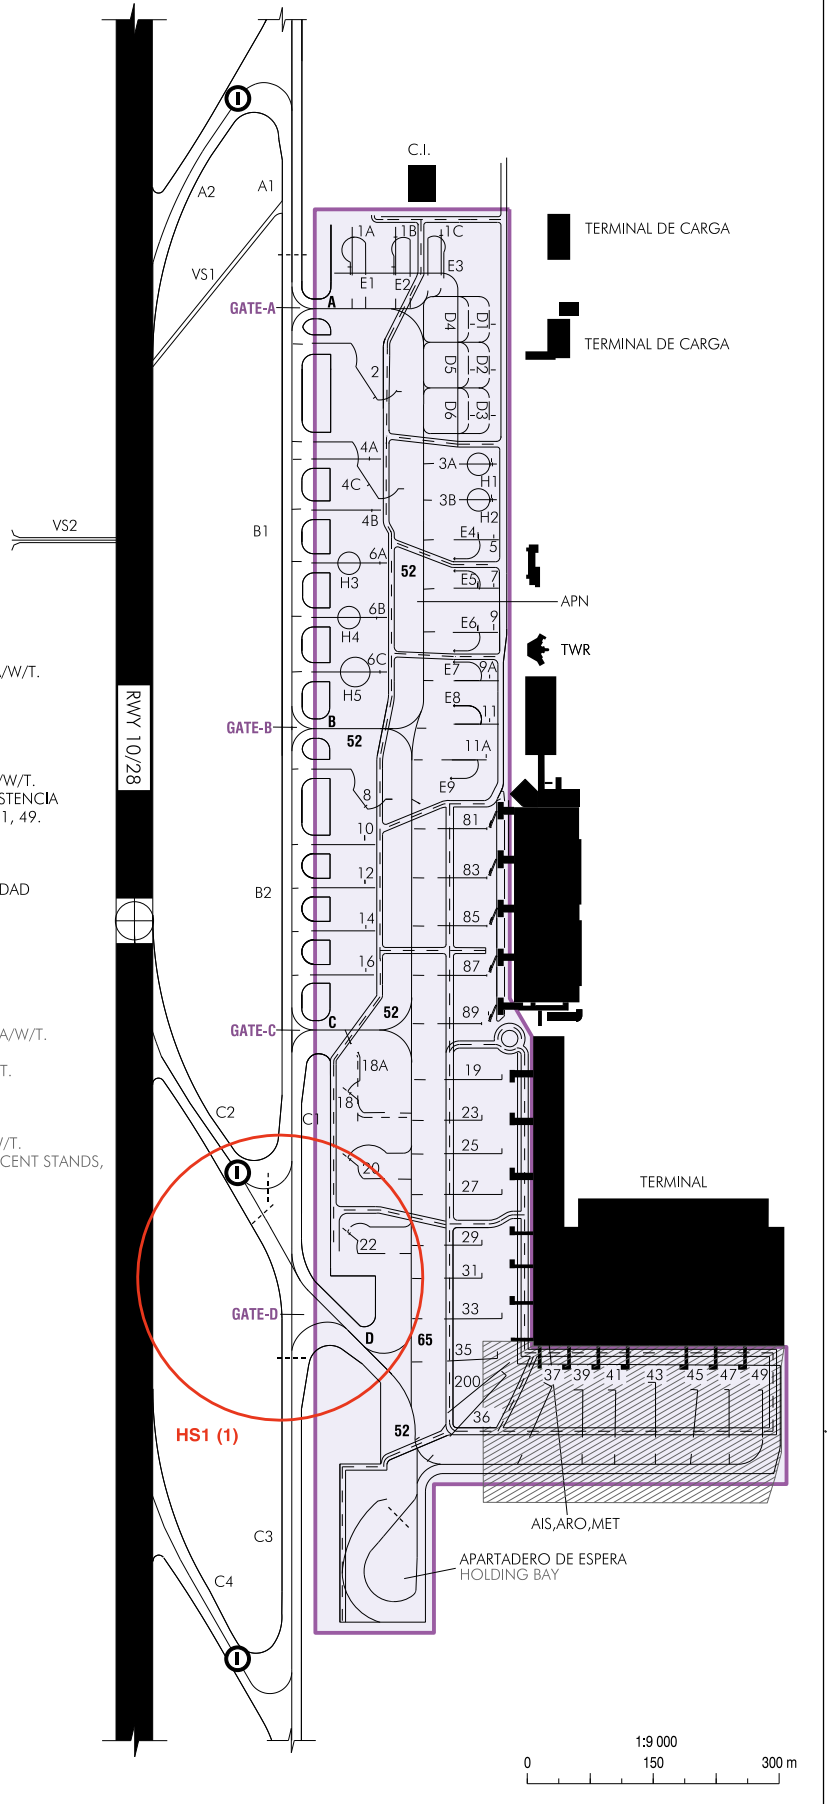 C.I.
TERMINAL DE CARGA
A2
A1
1A
1B
1C
VS1
E1
E2
E3
GATE-A
A
D4
D1
TERMINAL DE CARGA
D5
D2
2
D6
D3
4A
3A
H1
4C
4B
3B
H2
VS2
B1
E4
5
6A
52
H3
E5
7
APN
6B
H4
E6
9
TWR
/W/T.
6C
H5
E7
9A
RWY 10/28
E8
11
GATE-B
B
52
11A
/W/T.
STENCIA
1, 49.
E9
8
10
81
12
83
DAD
B2
14
85
16
87
52
89
GATE-C
C
A/W/T.
18A
19
T.
18
C2
C1
23
/T.
CENT STANDS,
25
20
27
TERMINAL
22
29
31
GATE-D
33
D
65
35
200
37
39
41
43
45
47
49
36
HS1 (1)
52
AIS,ARO,MET
C3
APARTADERO DE ESPERA
HOLDING BAY
C4
1:9 000
0
150
300 m